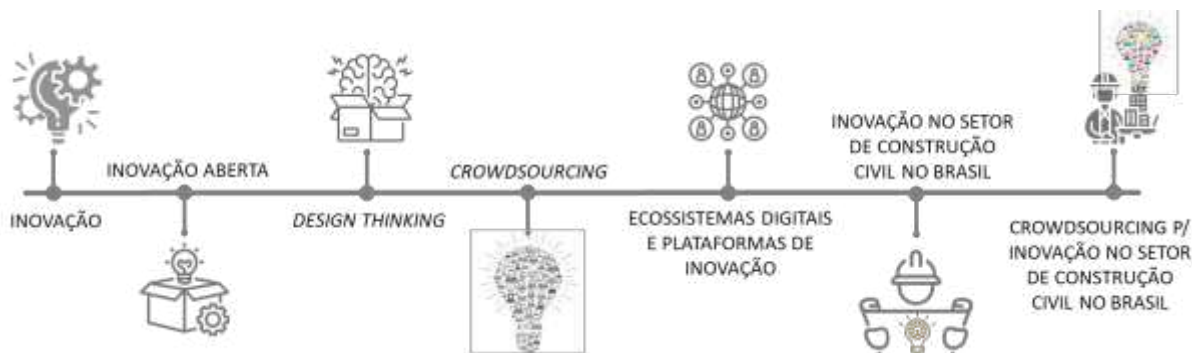 INOVAÇÃO
INOVAÇÃO ABERTA
DESIGN THINKING
CROWDSOURCING
ECOSSISTEMAS DIGITAIS
E PLATAFORMAS DE
INOVAÇÃO
INOVAÇÃO NO SETOR
DE CONSTRUÇÃO
CIVIL NO BRASIL
CROWDSOURCING P/
INOVAÇÃO NO SETOR
DE CONSTRUÇÃO
CIVIL NO BRASIL